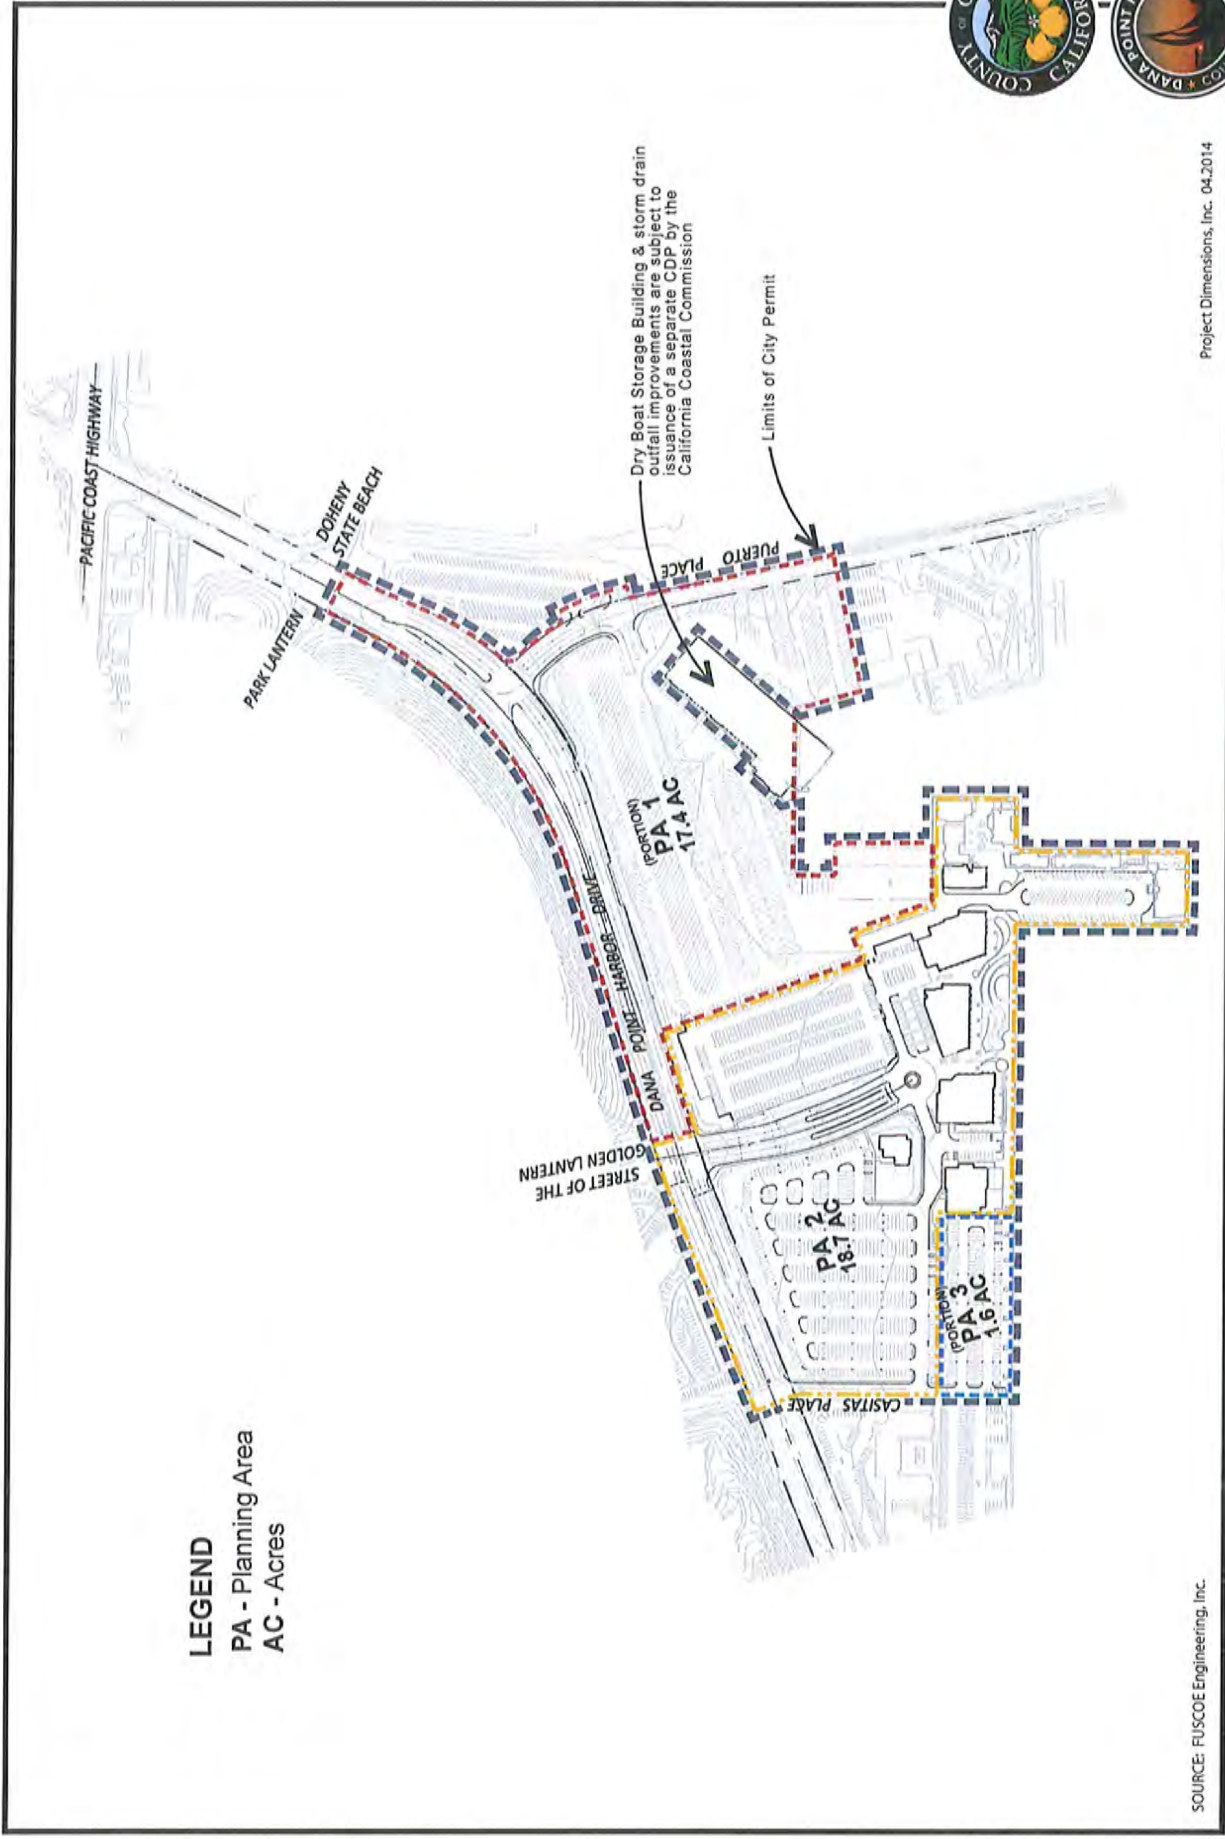 LEGEND
PA - Planning Area
AC - Acres
PACIFIC COAST HIGHWAY
DOHENY
STATE BEACH
PARK LANTERN
Dry Boat Storage Building & storm drain
outfall improvements are subject to
issuance of a separate CDP by the
California Coastal Commission
Limits of City Permit
PUERTO PLACE
(PORTION)
PA 1
17.4 AC
DANA POINT HARBOR DRIVE
STREET OF THE
GOLDEN LANTERN
PA 2
18.7 AC
(PORTION)
PA 3
1.6 AC
CASITAS PLACE
SOURCE: FUSCOE Engineering, Inc.
Project Dimensions, Inc. 04.2014
COUNTY OF
DANA POINT